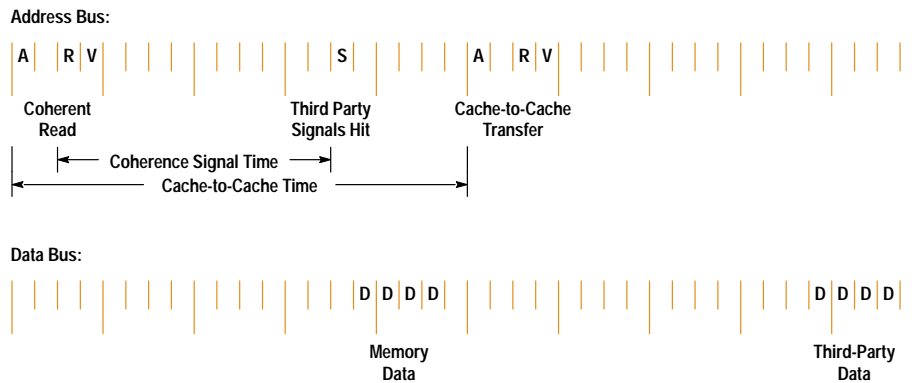 Address Bus:
A R V S A R V
Coherent Read
Third Party Signals Hit
Cache-to-Cache Transfer
Coherence Signal Time
Cache-to-Cache Time
Data Bus:
D D D D D D D D
Memory Data
Third-Party Data